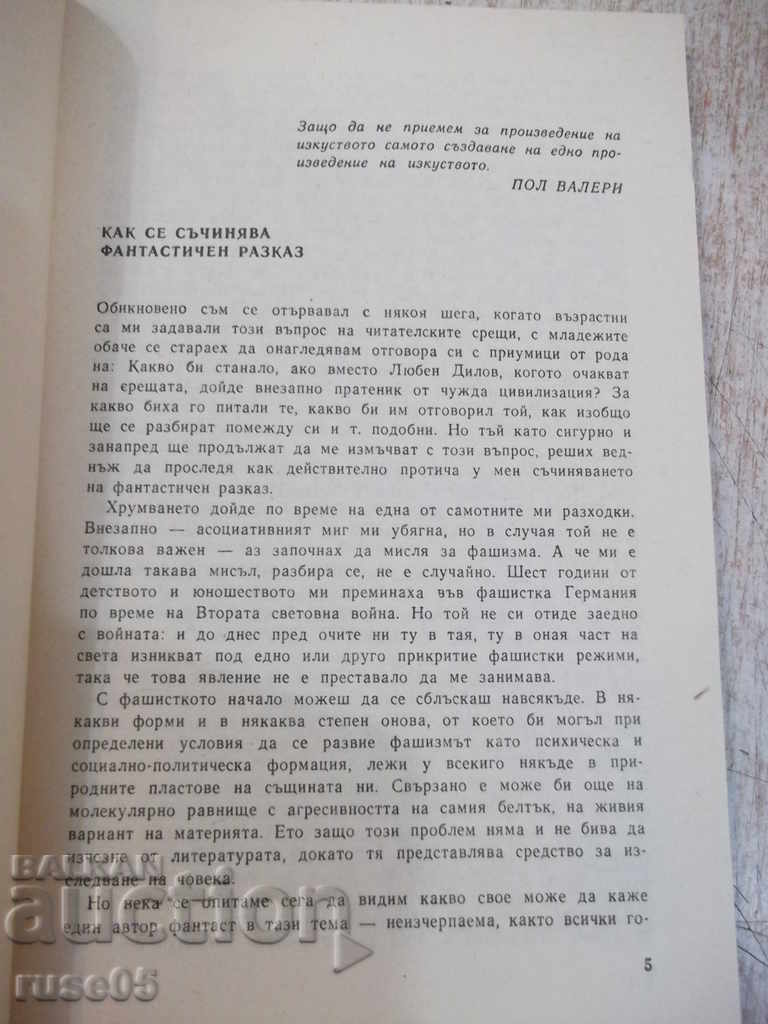 Защо да не приемем за произведение на
изкуството самото създаване на едно про-
изведение на изкуството.
ПОЛ ВАЛЕРИ
КАК СЕ СЪЧИНЯВА
ФАНТАСТИЧЕН РАЗКАЗ
Обикновено съм се отървавал с някоя шега, когато възрастни
са ми задавали този въпрос на читателските срещи, с младежите
обаче се стараех да онагледявам отговора си с приумици от рода
на: Какво би станало, ако вместо Любен Дилов, когото очакват
на срещата, дойде внезапно пратеник от чужда цивилизация? За
какво биха го питали те, какво би им отговорил той, как изобщо
ще се разбират помежду си и т. подобни. Но тъй като сигурно и
занапред ще продължат да ме измъчват с този въпрос, реших вед-
нъж да проследя как действително протича у мен съчиняването
на фантастичен разказ.
Хрумването дойде по време на една от самотните ми разходки.
Внезапно — асоциативният миг ми убягна, но в случая той не е
толкова важен — аз започнах да мисля за фашизма. А че ми е
дошла такава мисъл, разбира се, не е случайно. Шест години от
детството и юношеството ми преминаха във фашистка Германия
по време на Втората световна война. Но той не си отиде заедно
с войната: и до днес пред очите ни ту в тая, ту в оная част на
света изникват под едно или друго прикритие фашистки режими,
така че това явление не е преставало да ме занимава.
С фашисткото начало можеш да се сблъскаш навсякъде. В ня-
какви форми и в някаква степен онова, от което би могъл при
определени условия да се развие фашизмът като психическа и
социално-политическа формация, лежи у всекиго някъде в при-
родните пластове на същината ни. Свързано е може би още на
молекулярно равнище с агресивността на самия белтък, на живия
вариант на материята. Ето защо този проблем няма и не бива да
изчезне от литературата, докато тя представлява средство за из-
следване на човека.
Но нека се опитаме сега да видим какво свое може да каже
един автор фантаст в тази тема — неизчерпаема, както всички го-
5
БАЛКАН
auction
ruse05